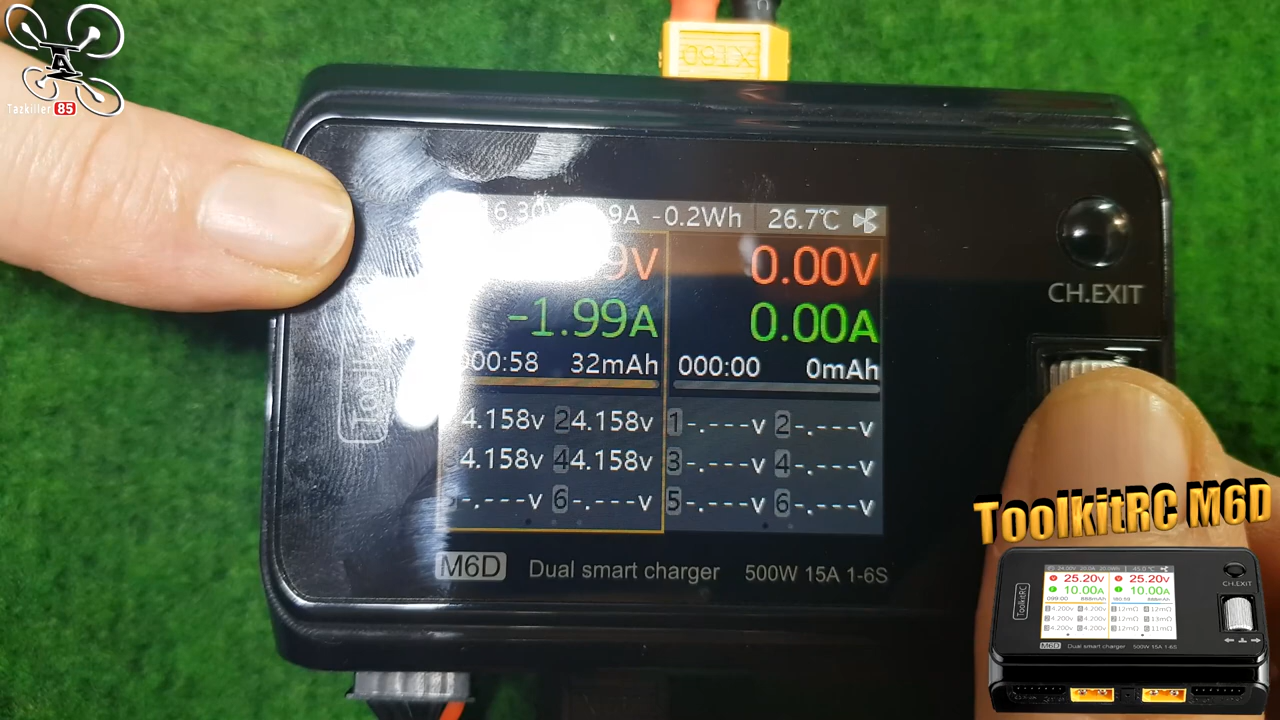 A
Tazkiller 85
XT60
6.30 9A -0.2Wh 26.7℃
9V 0.00V
-1.99A 0.00A
00:58 32mAh 000:00 0mAh
4.158v 2 4.158v 1 -.---v 2 -.---v
4.158v 4 4.158v 3 -.---v 4 -.---v
-.---v 6 -.---v 5 -.---v 6 -.---v
CH.EXIT
Toolkit
M6D Dual smart charger 500W 15A 1-6S
ToolkitRC M6D
25.20V 25.20V
10.00A 10.00A
CH.EXIT
ToolkitRC
M6D Dual smart charger 500W 15A 1-6S